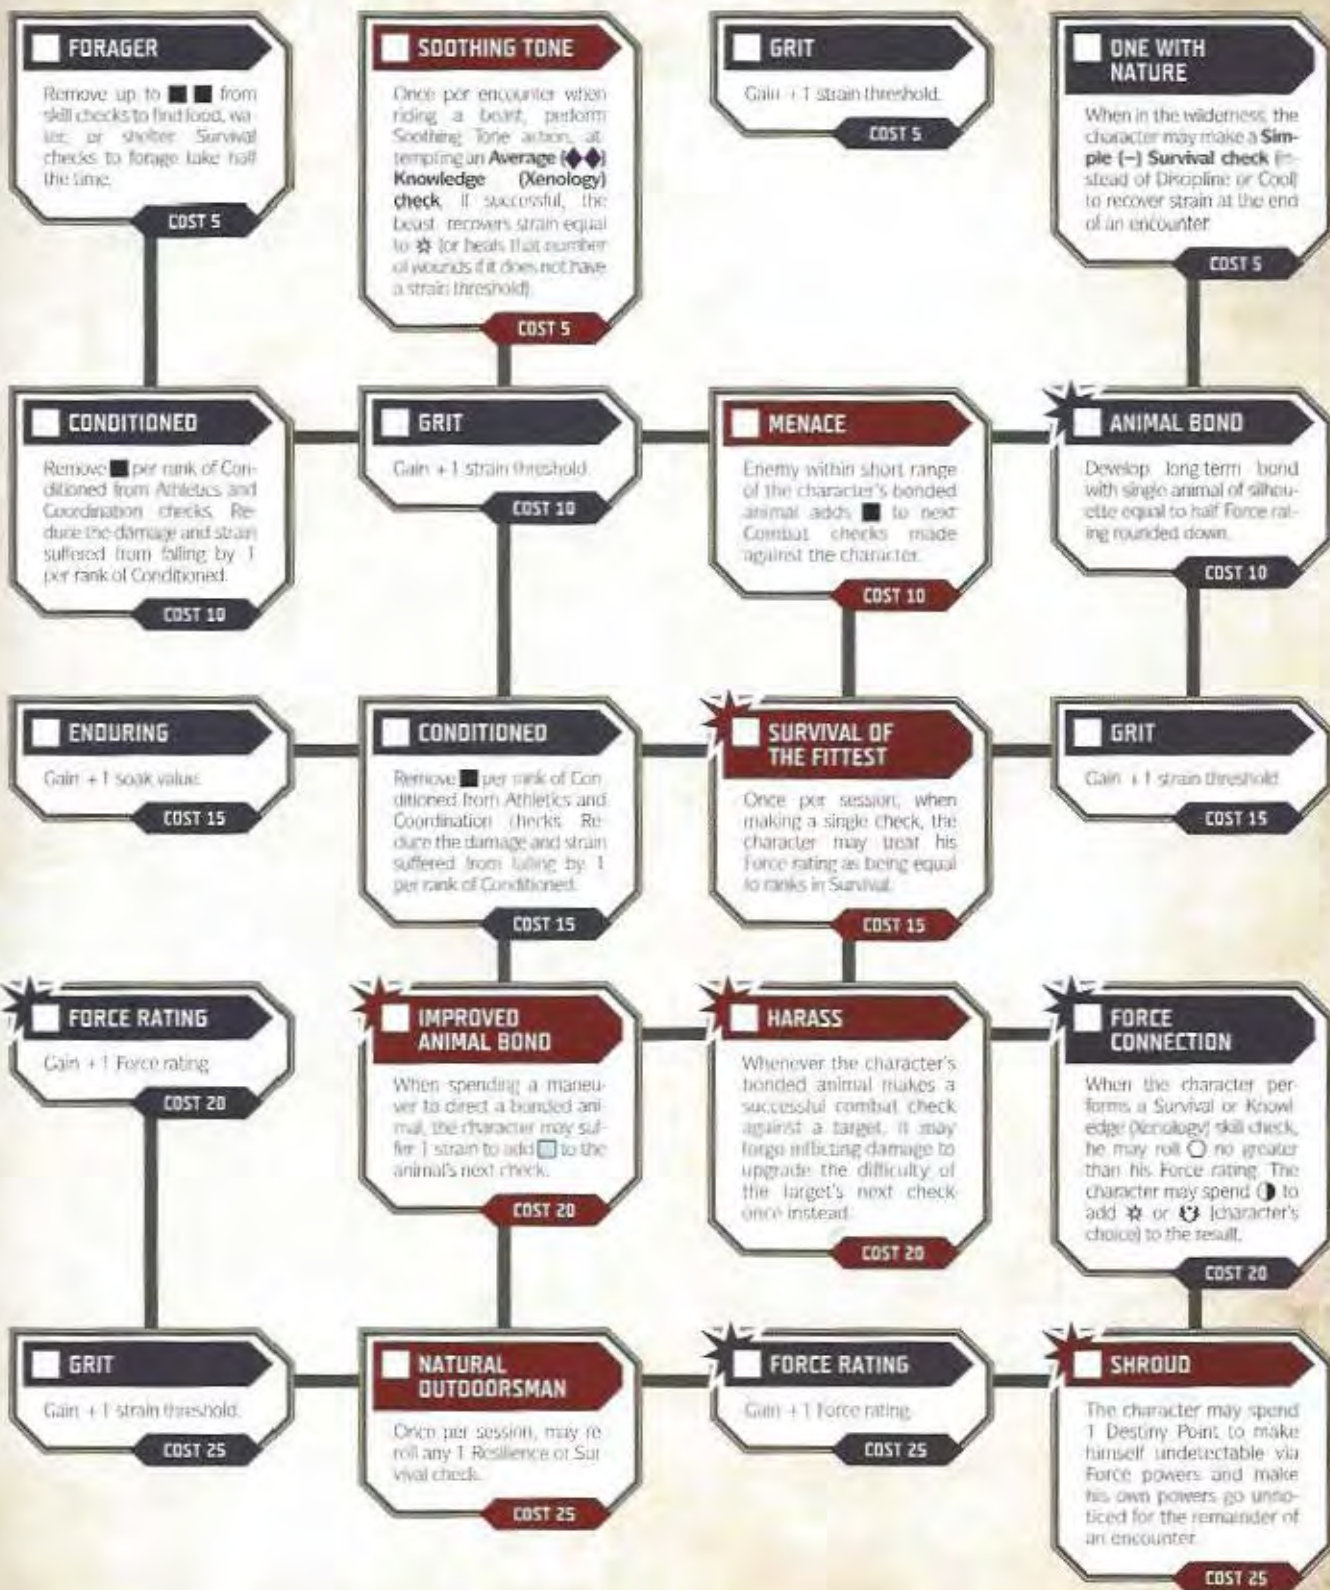 FORAGER
Remove up to ■ ■ from
skill checks to find food, wa-
ter, or shelter. Survival
checks to forage take half
the time.
COST 5
SOOTHING TONE
Once per encounter when
riding a beast, perform
Soothing Tone action, at-
tempting an Average (◆◆)
Knowledge (Xenology)
check. If successful, the
beast recovers strain equal
to (or heals that number
of wounds if it does not have
a strain threshold).
COST 5
GRIT
Gain +1 strain threshold.
COST 5
ONE WITH
NATURE
When in the wilderness, the
character may make a Sim-
ple (–) Survival check (in-
stead of Discipline or Cool)
to recover strain at the end
of an encounter.
COST 5
CONDITIONED
Remove ■ per rank of Con-
ditioned from Athletics and
Coordination checks. Re-
duce the damage and strain
suffered from falling by 1
per rank of Conditioned.
COST 10
GRIT
Gain +1 strain threshold.
COST 10
MENACE
Enemy within short range
of the character's bonded
animal adds ■ to next
Combat checks made
against the character.
COST 10
ANIMAL BOND
Develop long-term bond
with single animal of silhou-
ette equal to half Force rat-
ing rounded down.
COST 10
ENDURING
Gain +1 soak value.
COST 15
CONDITIONED
Remove ■ per rank of Con-
ditioned from Athletics and
Coordination checks. Re-
duce the damage and strain
suffered from falling by 1
per rank of Conditioned.
COST 15
SURVIVAL OF
THE FITTEST
Once per session, when
making a single check, the
character may treat his
Force rating as being equal
to ranks in Survival.
COST 15
GRIT
Gain +1 strain threshold
COST 15
FORCE RATING
Gain +1 Force rating
COST 20
IMPROVED
ANIMAL BOND
When spending a maneu-
ver to direct a bonded ani-
mal, the character may suf-
fer 1 strain to add □ to the
animal's next check.
COST 20
HARASS
Whenever the character's
bonded animal makes a
successful combat check
against a target, it may
forgo inflicting damage to
upgrade the difficulty of
the target's next check
once instead.
COST 20
FORCE
CONNECTION
When the character per-
forms a Survival or Knowl-
edge (Xenology) skill check,
he may roll no greater
than his Force rating. The
character may spend ◑ to
add or (character's
choice) to the result.
COST 20
GRIT
Gain +1 strain threshold.
COST 25
NATURAL
OUTDOORSMAN
Once per session, may re-
roll any 1 Resilience or Sur-
vival check.
COST 25
FORCE RATING
Gain +1 Force rating.
COST 25
SHROUD
The character may spend
1 Destiny Point to make
himself undetectable via
Force powers and make
his own powers go unno-
ticed for the remainder of
an encounter.
COST 25